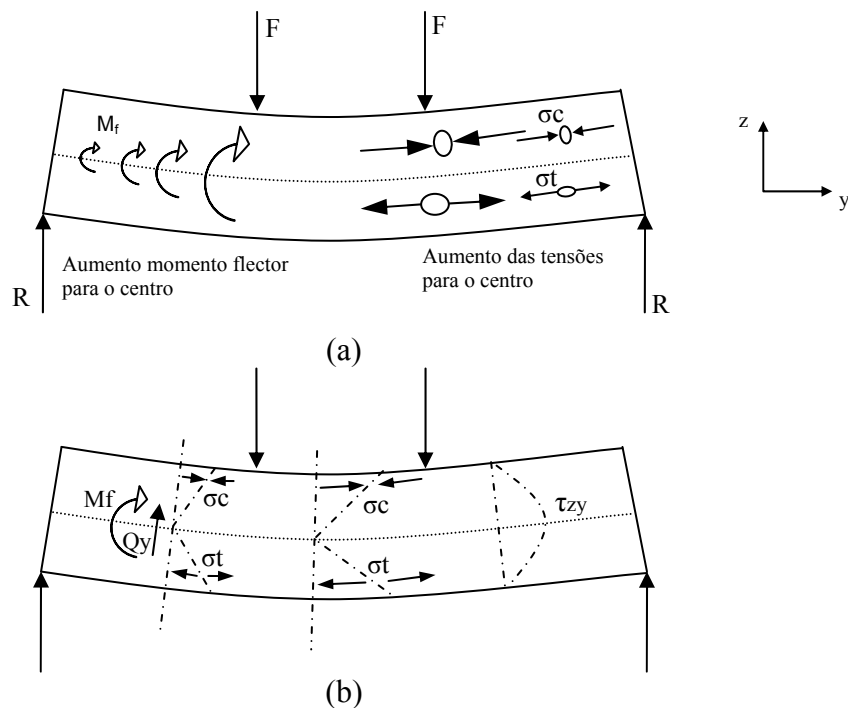 F
F
M_f
σc
σt
z
y
Aumento momento flector
para o centro
Aumento das tensões
para o centro
R
R
(a)
Mf
Qy
σc
σt
σc
σt
τzy
(b)